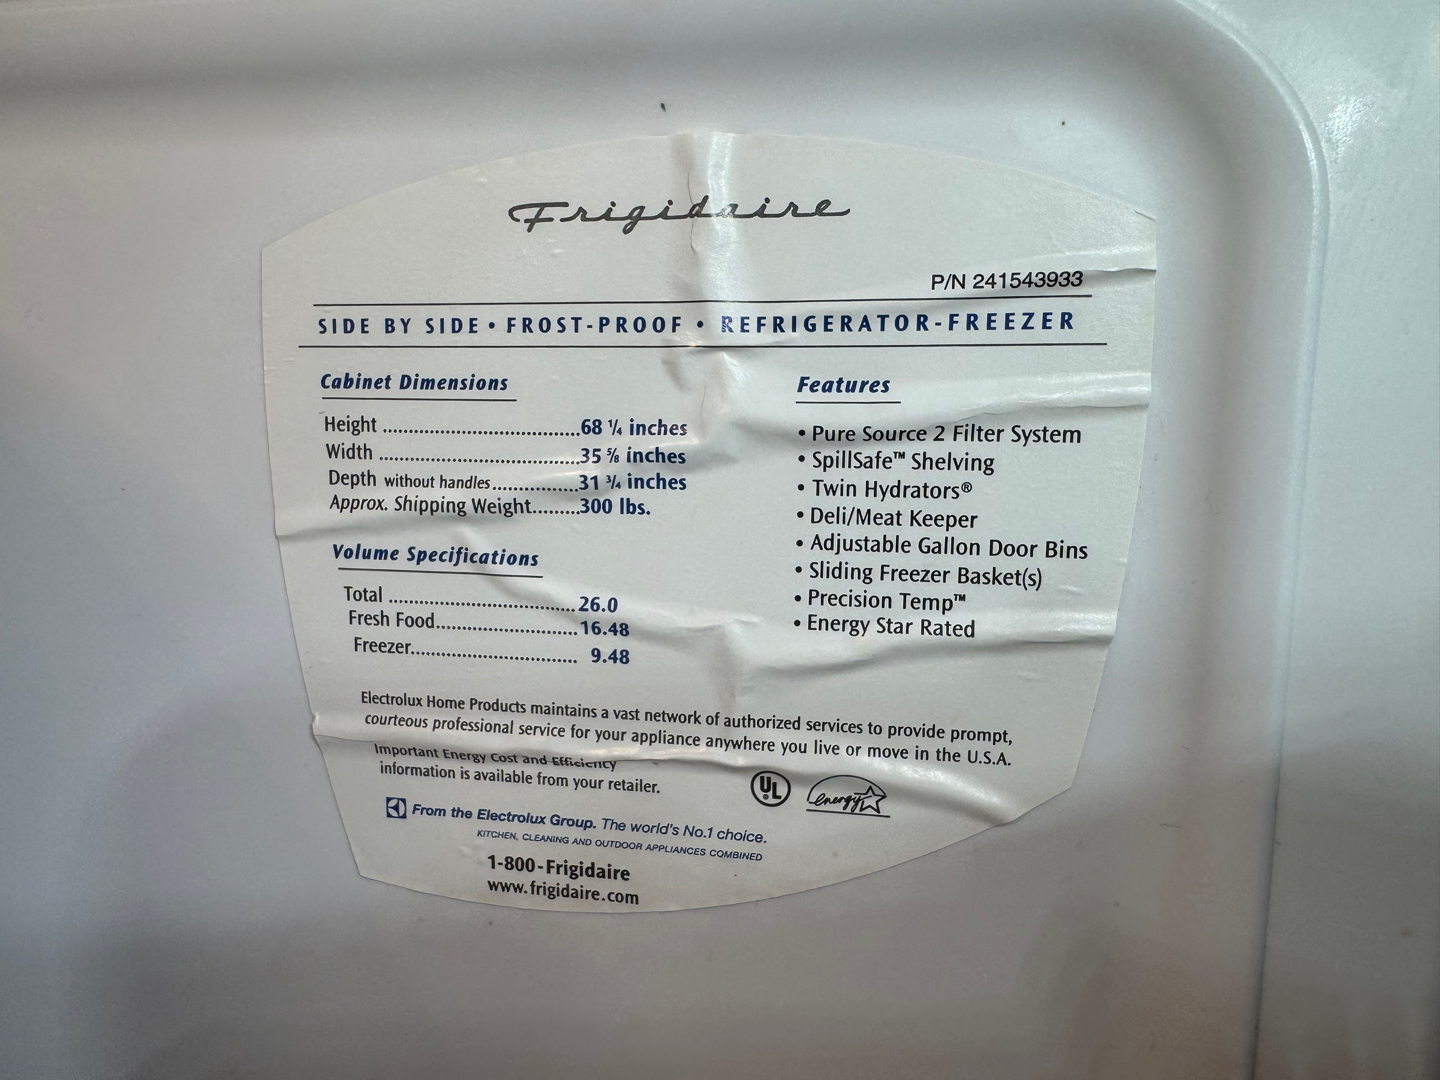 Frigidaire
P/N 241543933
SIDE BY SIDE • FROST-PROOF • REFRIGERATOR-FREEZER
Cabinet Dimensions
Height ..................................68 ¼ inches
Width ...................................35 ⅝ inches
Depth without handles...............31 ¾ inches
Approx. Shipping Weight.........300 lbs.
Volume Specifications
Total ................................26.0
Fresh Food........................16.48
Freezer............................. 9.48
Features
• Pure Source 2 Filter System
• SpillSafe™ Shelving
• Twin Hydrators®
• Deli/Meat Keeper
• Adjustable Gallon Door Bins
• Sliding Freezer Basket(s)
• Precision Temp™
• Energy Star Rated
Electrolux Home Products maintains a vast network of authorized services to provide prompt,
courteous professional service for your appliance anywhere you live or move in the U.S.A.
Important Energy Cost and Efficiency
information is available from your retailer.
UL
energy
From the Electrolux Group. The world's No.1 choice.
KITCHEN, CLEANING AND OUTDOOR APPLIANCES COMBINED
1-800-Frigidaire
www.frigidaire.com